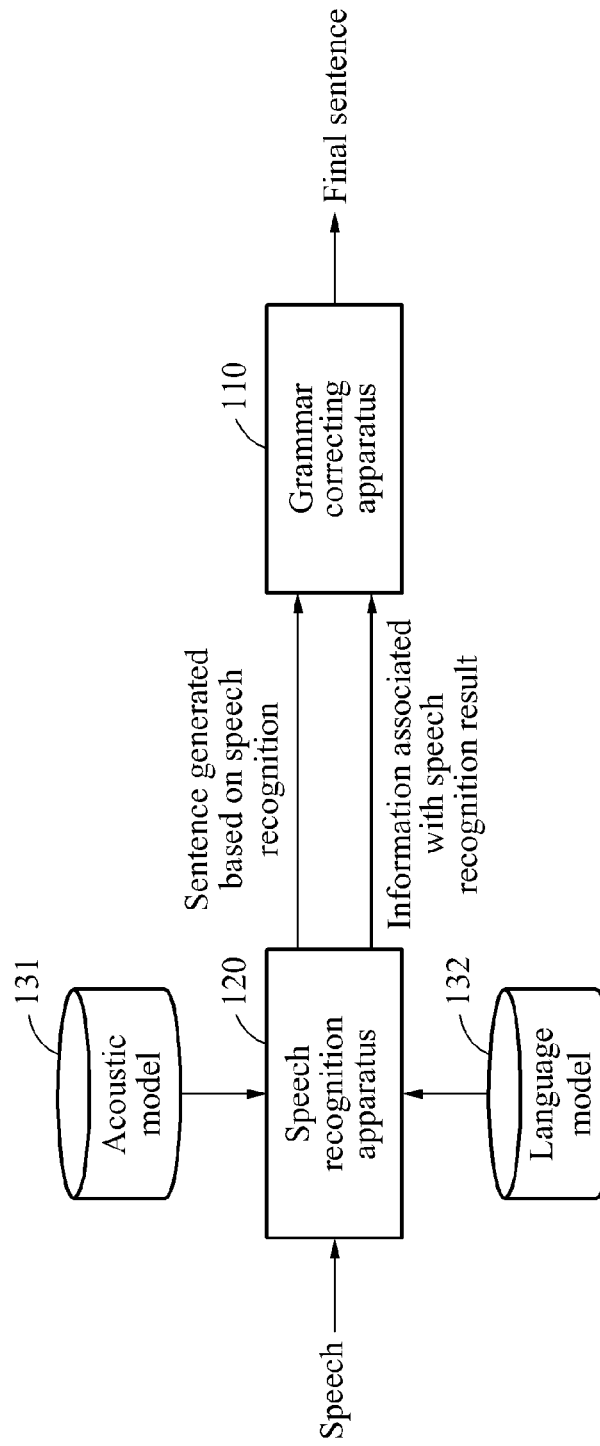 131
Acoustic
model
Speech
120
Speech
recognition
apparatus
132
Language
model
Sentence generated
based on speech
recognition
Information associated
with speech
recognition result
110
Grammar
correcting
apparatus
Final sentence